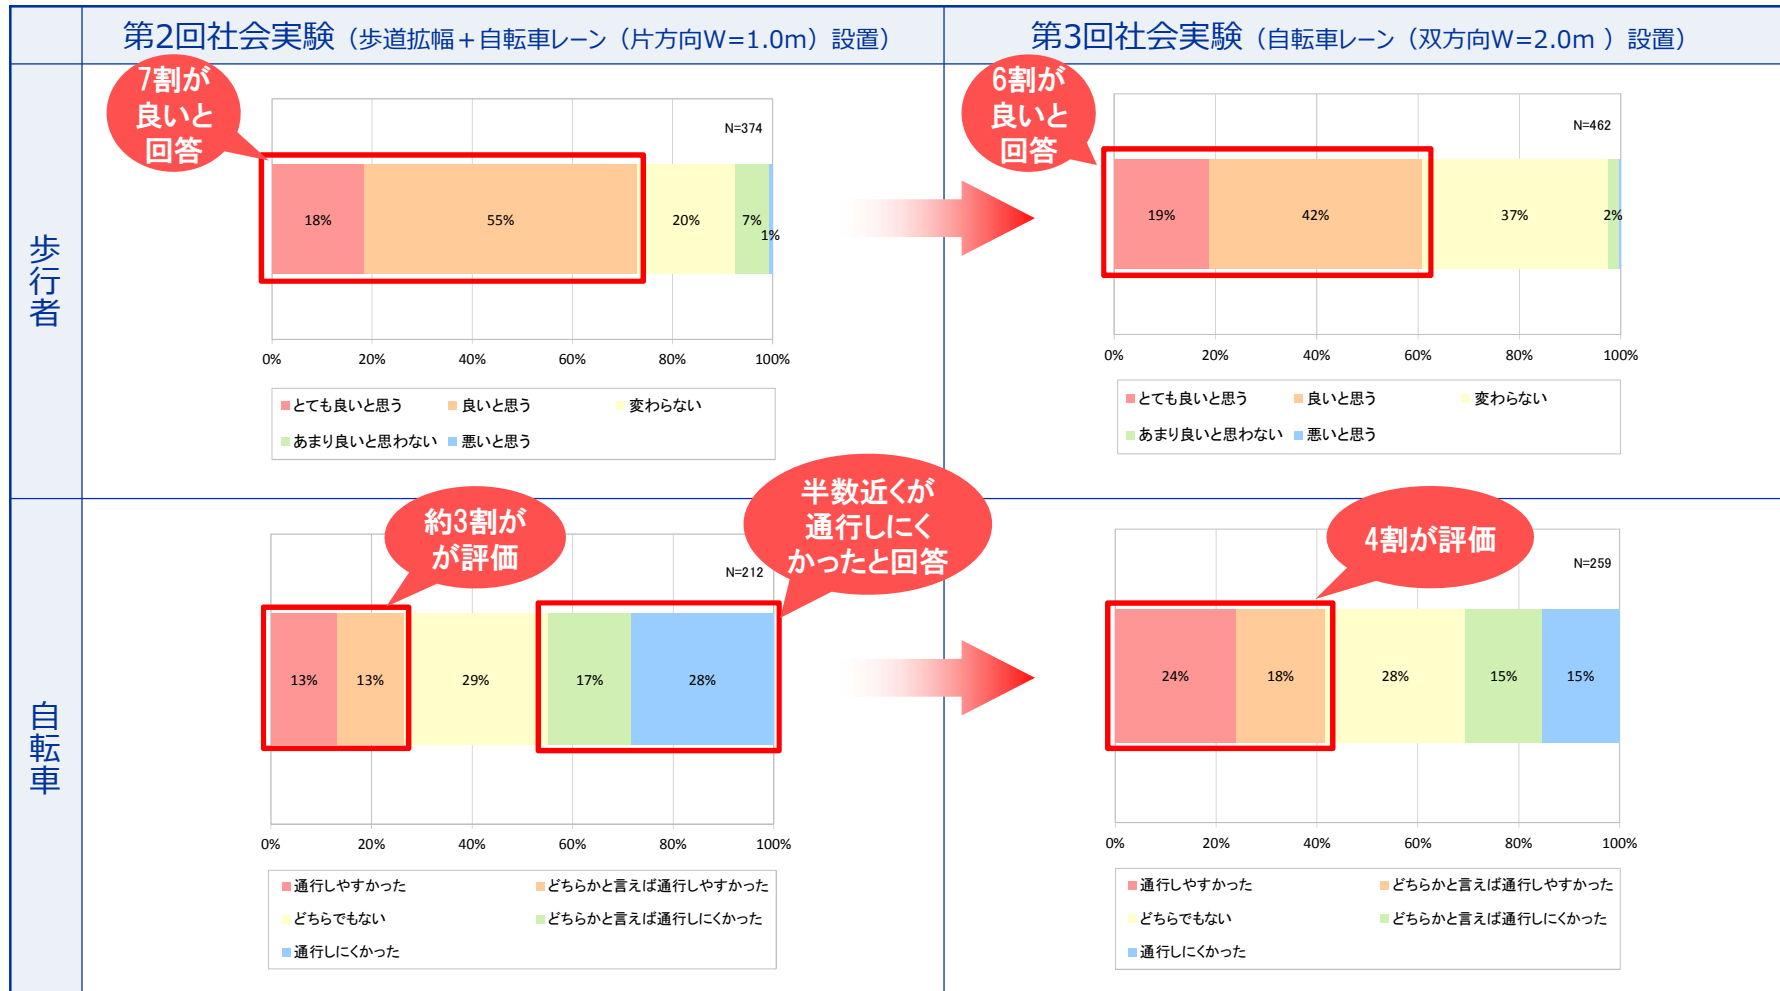 第2回社会実験（歩道拡幅＋自転車レーン（片方向W=1.0m）設置）
第3回社会実験（自転車レーン（双方向W=2.0m ）設置）
歩行者
7割が
良いと
回答
N=374
18%
55%
20%
7%
1%
0%
20%
40%
60%
80%
100%
とても良いと思う
良いと思う
変わらない
あまり良いと思わない
悪いと思う
6割が
良いと
回答
N=462
19%
42%
37%
2%
0%
20%
40%
60%
80%
100%
とても良いと思う
良いと思う
変わらない
あまり良いと思わない
悪いと思う
自転車
約3割が
が評価
半数近くが
通行しにく
かったと回答
N=212
13%
13%
29%
17%
28%
0%
20%
40%
60%
80%
100%
通行しやすかった
どちらかと言えば通行しやすかった
どちらでもない
どちらかと言えば通行しにくかった
通行しにくかった
4割が評価
N=259
24%
18%
28%
15%
15%
0%
20%
40%
60%
80%
100%
通行しやすかった
どちらかと言えば通行しやすかった
どちらでもない
どちらかと言えば通行しにくかった
通行しにくかった